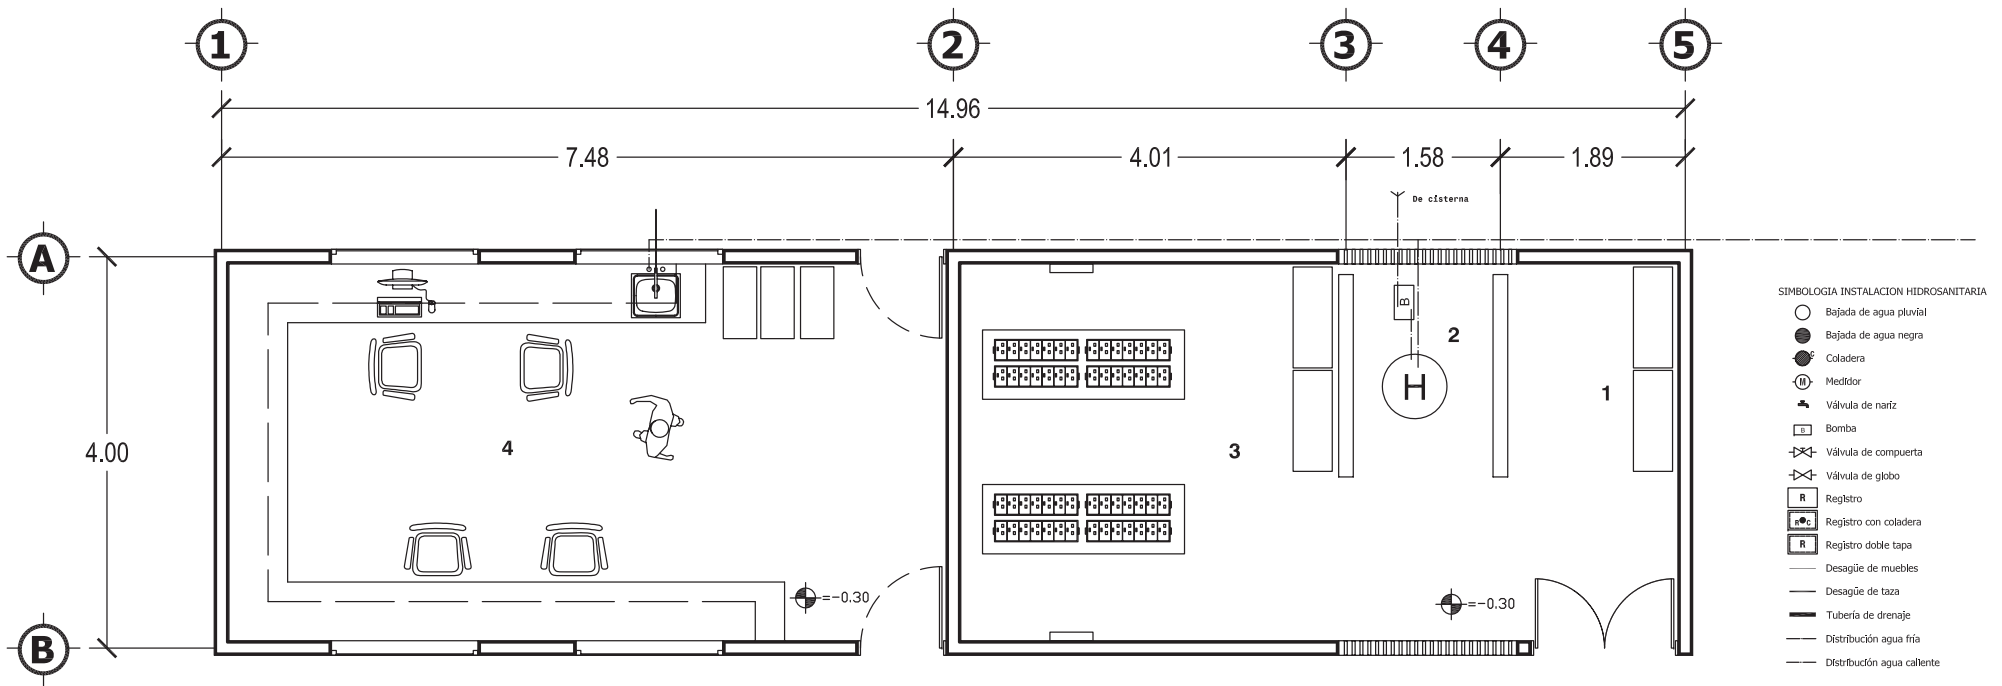 1 2 3 4 5
14.96
7.48 4.01 1.58 1.89
De cisterna
A
B
2
H
1
4.00
4
3
=-0.30
=-0.30
B
SIMBOLOGIA INSTALACION HIDROSANITARIA
Bajada de agua pluvial
Bajada de agua negra
C
Coladera
M Medidor
Válvula de nariz
B Bomba
Válvula de compuerta
Válvula de globo
R Registro
R C Registro con coladera
R Registro doble tapa
Desagüe de muebles
Desagüe de taza
Tubería de drenaje
Distribución agua fría
Distribución agua caliente